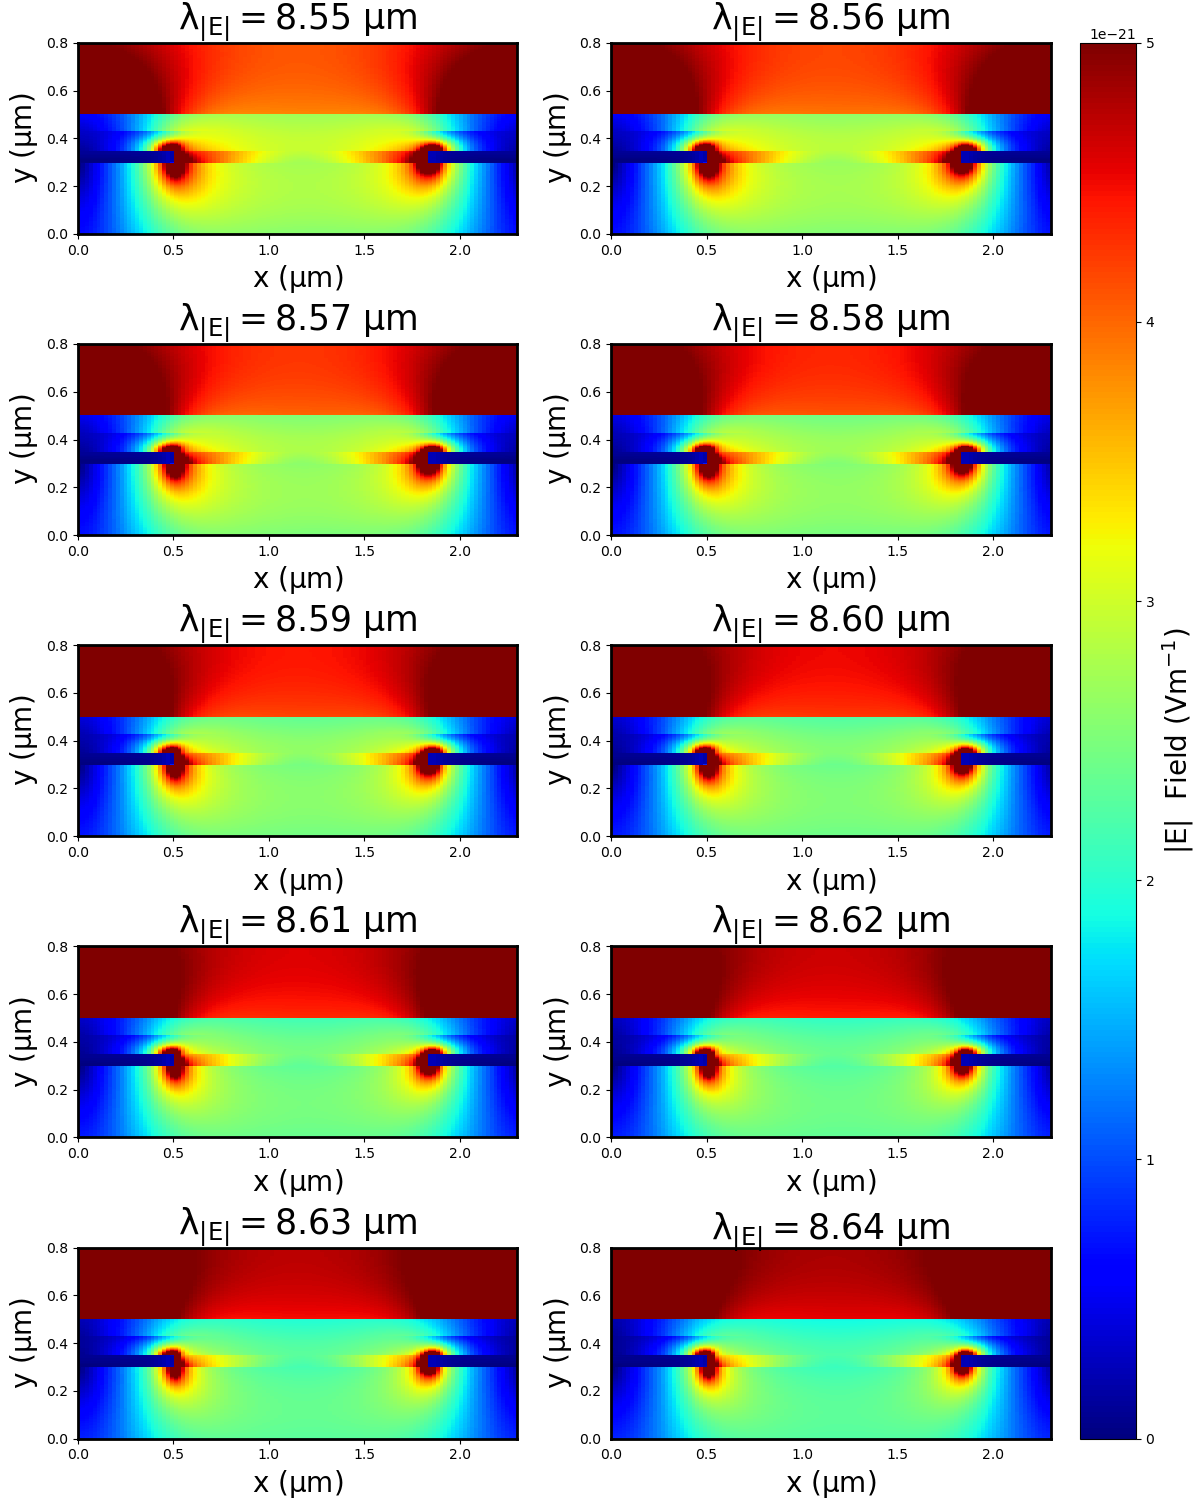 λ|E| = 8.55 µm
λ|E| = 8.56 µm
1e−21
0.8
0.6
0.4
0.2
0.0
y (µm)
0.0 0.5 1.0 1.5 2.0
x (µm)
0.8
0.6
0.4
0.2
0.0
y (µm)
0.0 0.5 1.0 1.5 2.0
x (µm)
λ|E| = 8.57 µm
λ|E| = 8.58 µm
0.8
0.6
0.4
0.2
0.0
y (µm)
0.0 0.5 1.0 1.5 2.0
x (µm)
0.8
0.6
0.4
0.2
0.0
y (µm)
0.0 0.5 1.0 1.5 2.0
x (µm)
λ|E| = 8.59 µm
λ|E| = 8.60 µm
0.8
0.6
0.4
0.2
0.0
y (µm)
0.0 0.5 1.0 1.5 2.0
x (µm)
0.8
0.6
0.4
0.2
0.0
y (µm)
0.0 0.5 1.0 1.5 2.0
x (µm)
λ|E| = 8.61 µm
λ|E| = 8.62 µm
0.8
0.6
0.4
0.2
0.0
y (µm)
0.0 0.5 1.0 1.5 2.0
x (µm)
0.8
0.6
0.4
0.2
0.0
y (µm)
0.0 0.5 1.0 1.5 2.0
x (µm)
λ|E| = 8.63 µm
λ|E| = 8.64 µm
0.8
0.6
0.4
0.2
0.0
y (µm)
0.0 0.5 1.0 1.5 2.0
x (µm)
0.8
0.6
0.4
0.2
0.0
y (µm)
0.0 0.5 1.0 1.5 2.0
x (µm)
5
4
3
2
1
0
|E| Field (Vm⁻¹)